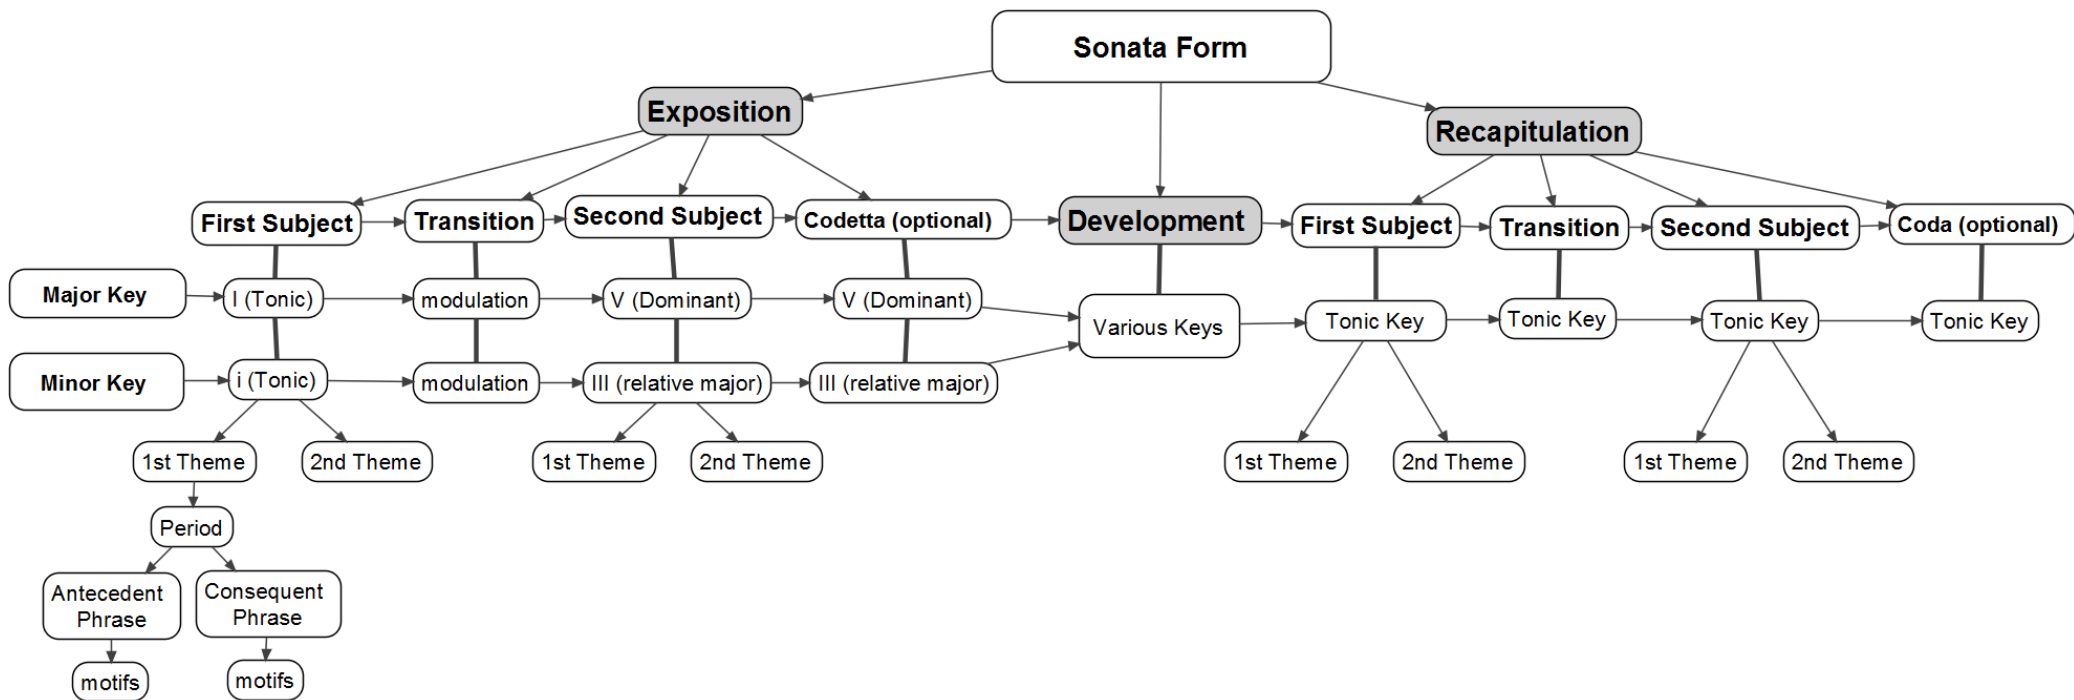 Sonata Form
Exposition
Recapitulation
First Subject
Transition
Second Subject
Codetta (optional)
Development
First Subject
Transition
Second Subject
Coda (optional)
Major Key
I (Tonic)
modulation
V (Dominant)
V (Dominant)
Various Keys
Tonic Key
Tonic Key
Tonic Key
Tonic Key
Minor Key
i (Tonic)
modulation
III (relative major)
III (relative major)
1st Theme
2nd Theme
1st Theme
2nd Theme
1st Theme
2nd Theme
1st Theme
2nd Theme
Period
Antecedent
Phrase
Consequent
Phrase
motifs
motifs